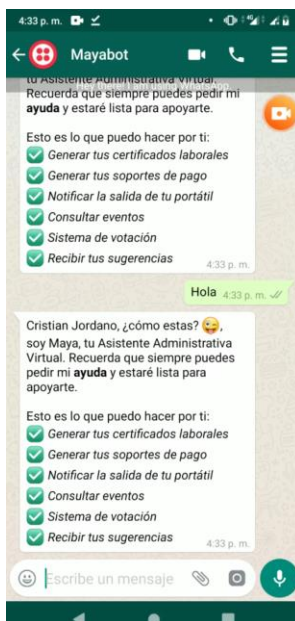 4:33 p. m.
Mayabot
tu Asistente Administrativa Virtual.
Hey there! I am using WhatsApp.
Recuerda que siempre puedes pedir mi
ayuda y estaré lista para apoyarte.
Esto es lo que puedo hacer por ti:
✅ Generar tus certificados laborales
✅ Generar tus soportes de pago
✅ Notificar la salida de tu portátil
✅ Consultar eventos
✅ Sistema de votación
✅ Recibir tus sugerencias
4:33 p. m.
Hola 4:33 p. m.
Cristian Jordano, ¿cómo estas? 😜,
soy Maya, tu Asistente Administrativa
Virtual. Recuerda que siempre puedes
pedir mi ayuda y estaré lista para
apoyarte.
Esto es lo que puedo hacer por ti:
✅ Generar tus certificados laborales
✅ Generar tus soportes de pago
✅ Notificar la salida de tu portátil
✅ Consultar eventos
✅ Sistema de votación
✅ Recibir tus sugerencias
4:33 p. m.
Escribe un mensaje